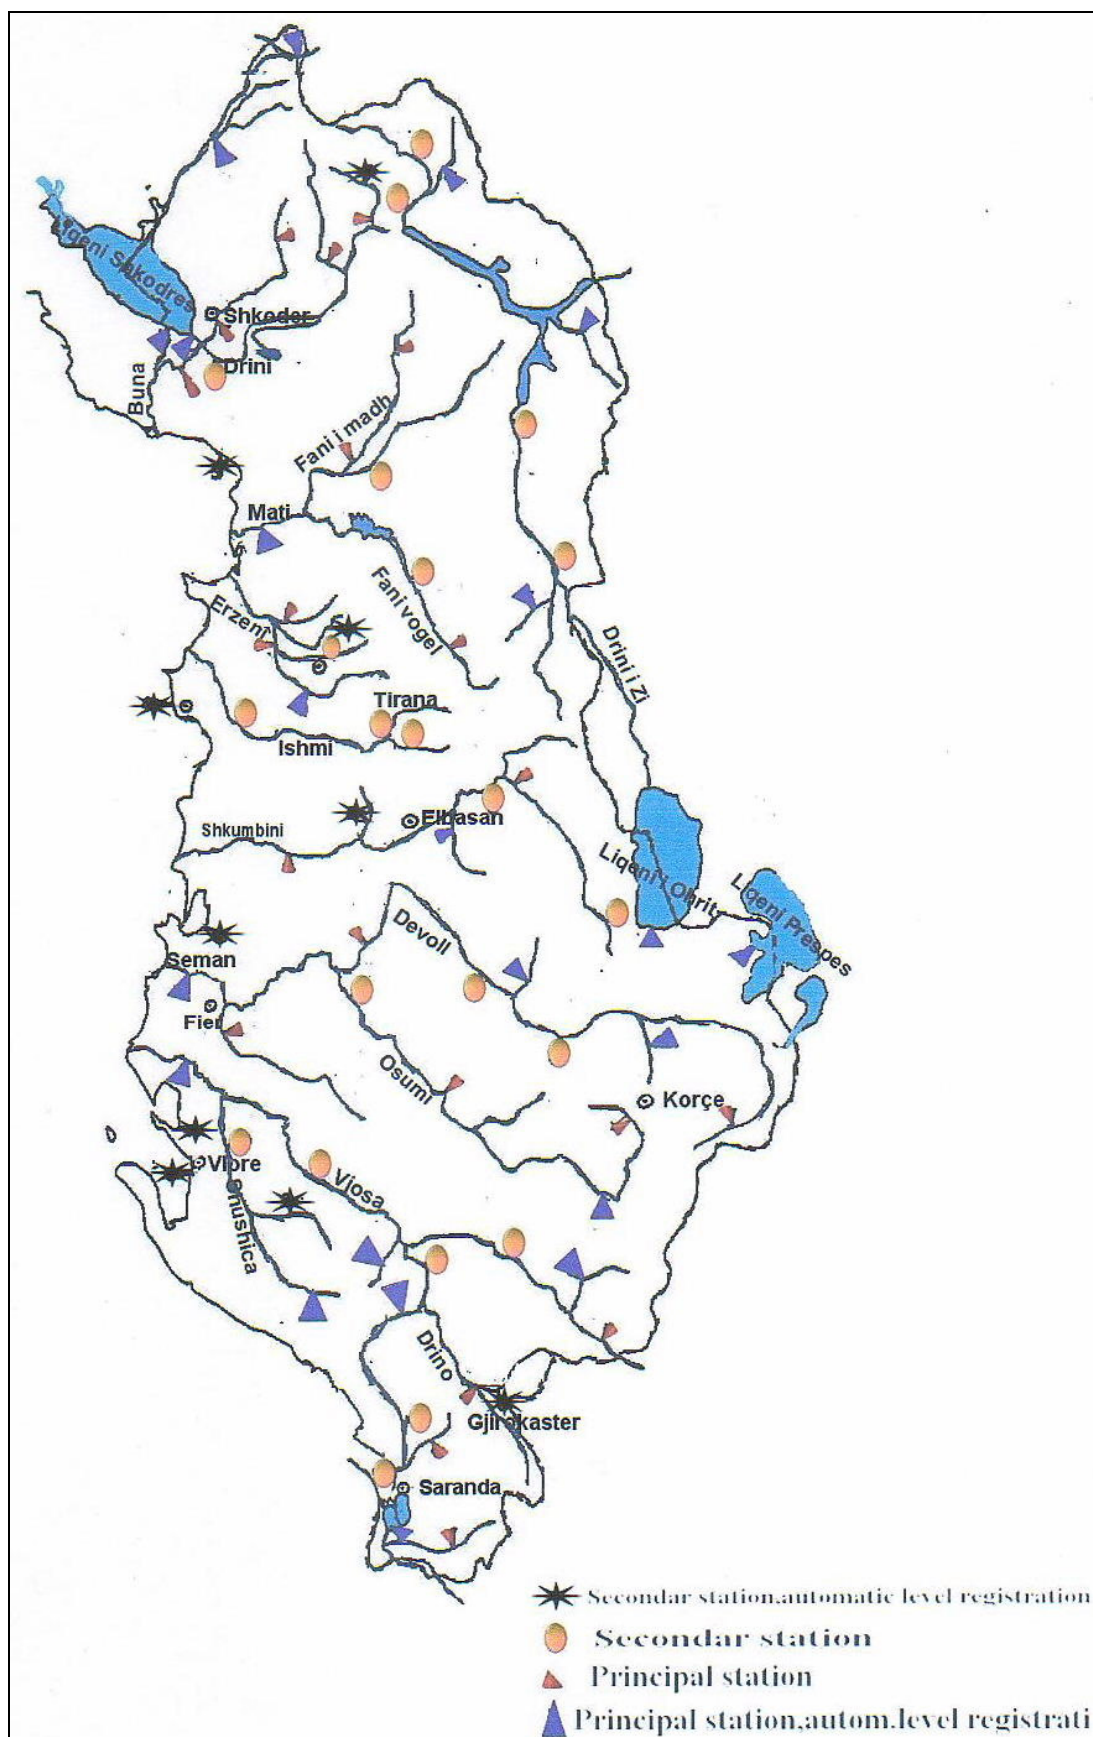 Liqeni Shkodres
Shkoder
Drini
Buna
Fani i madh
Mati
Fani vogel
Erzeni
Drini i Zi
Tirana
Ishmi
Elbasan
Shkumbini
Liqeni i Ohrit
Liqeni Prespes
Devoll
Seman
Fier
Osumi
Korçe
Vlore
Vjosa
Shushica
Drino
Gjirokaster
Saranda
Secondar station,automatic level registration
Secondar station
Principal station
Principal station,autom.level registrati